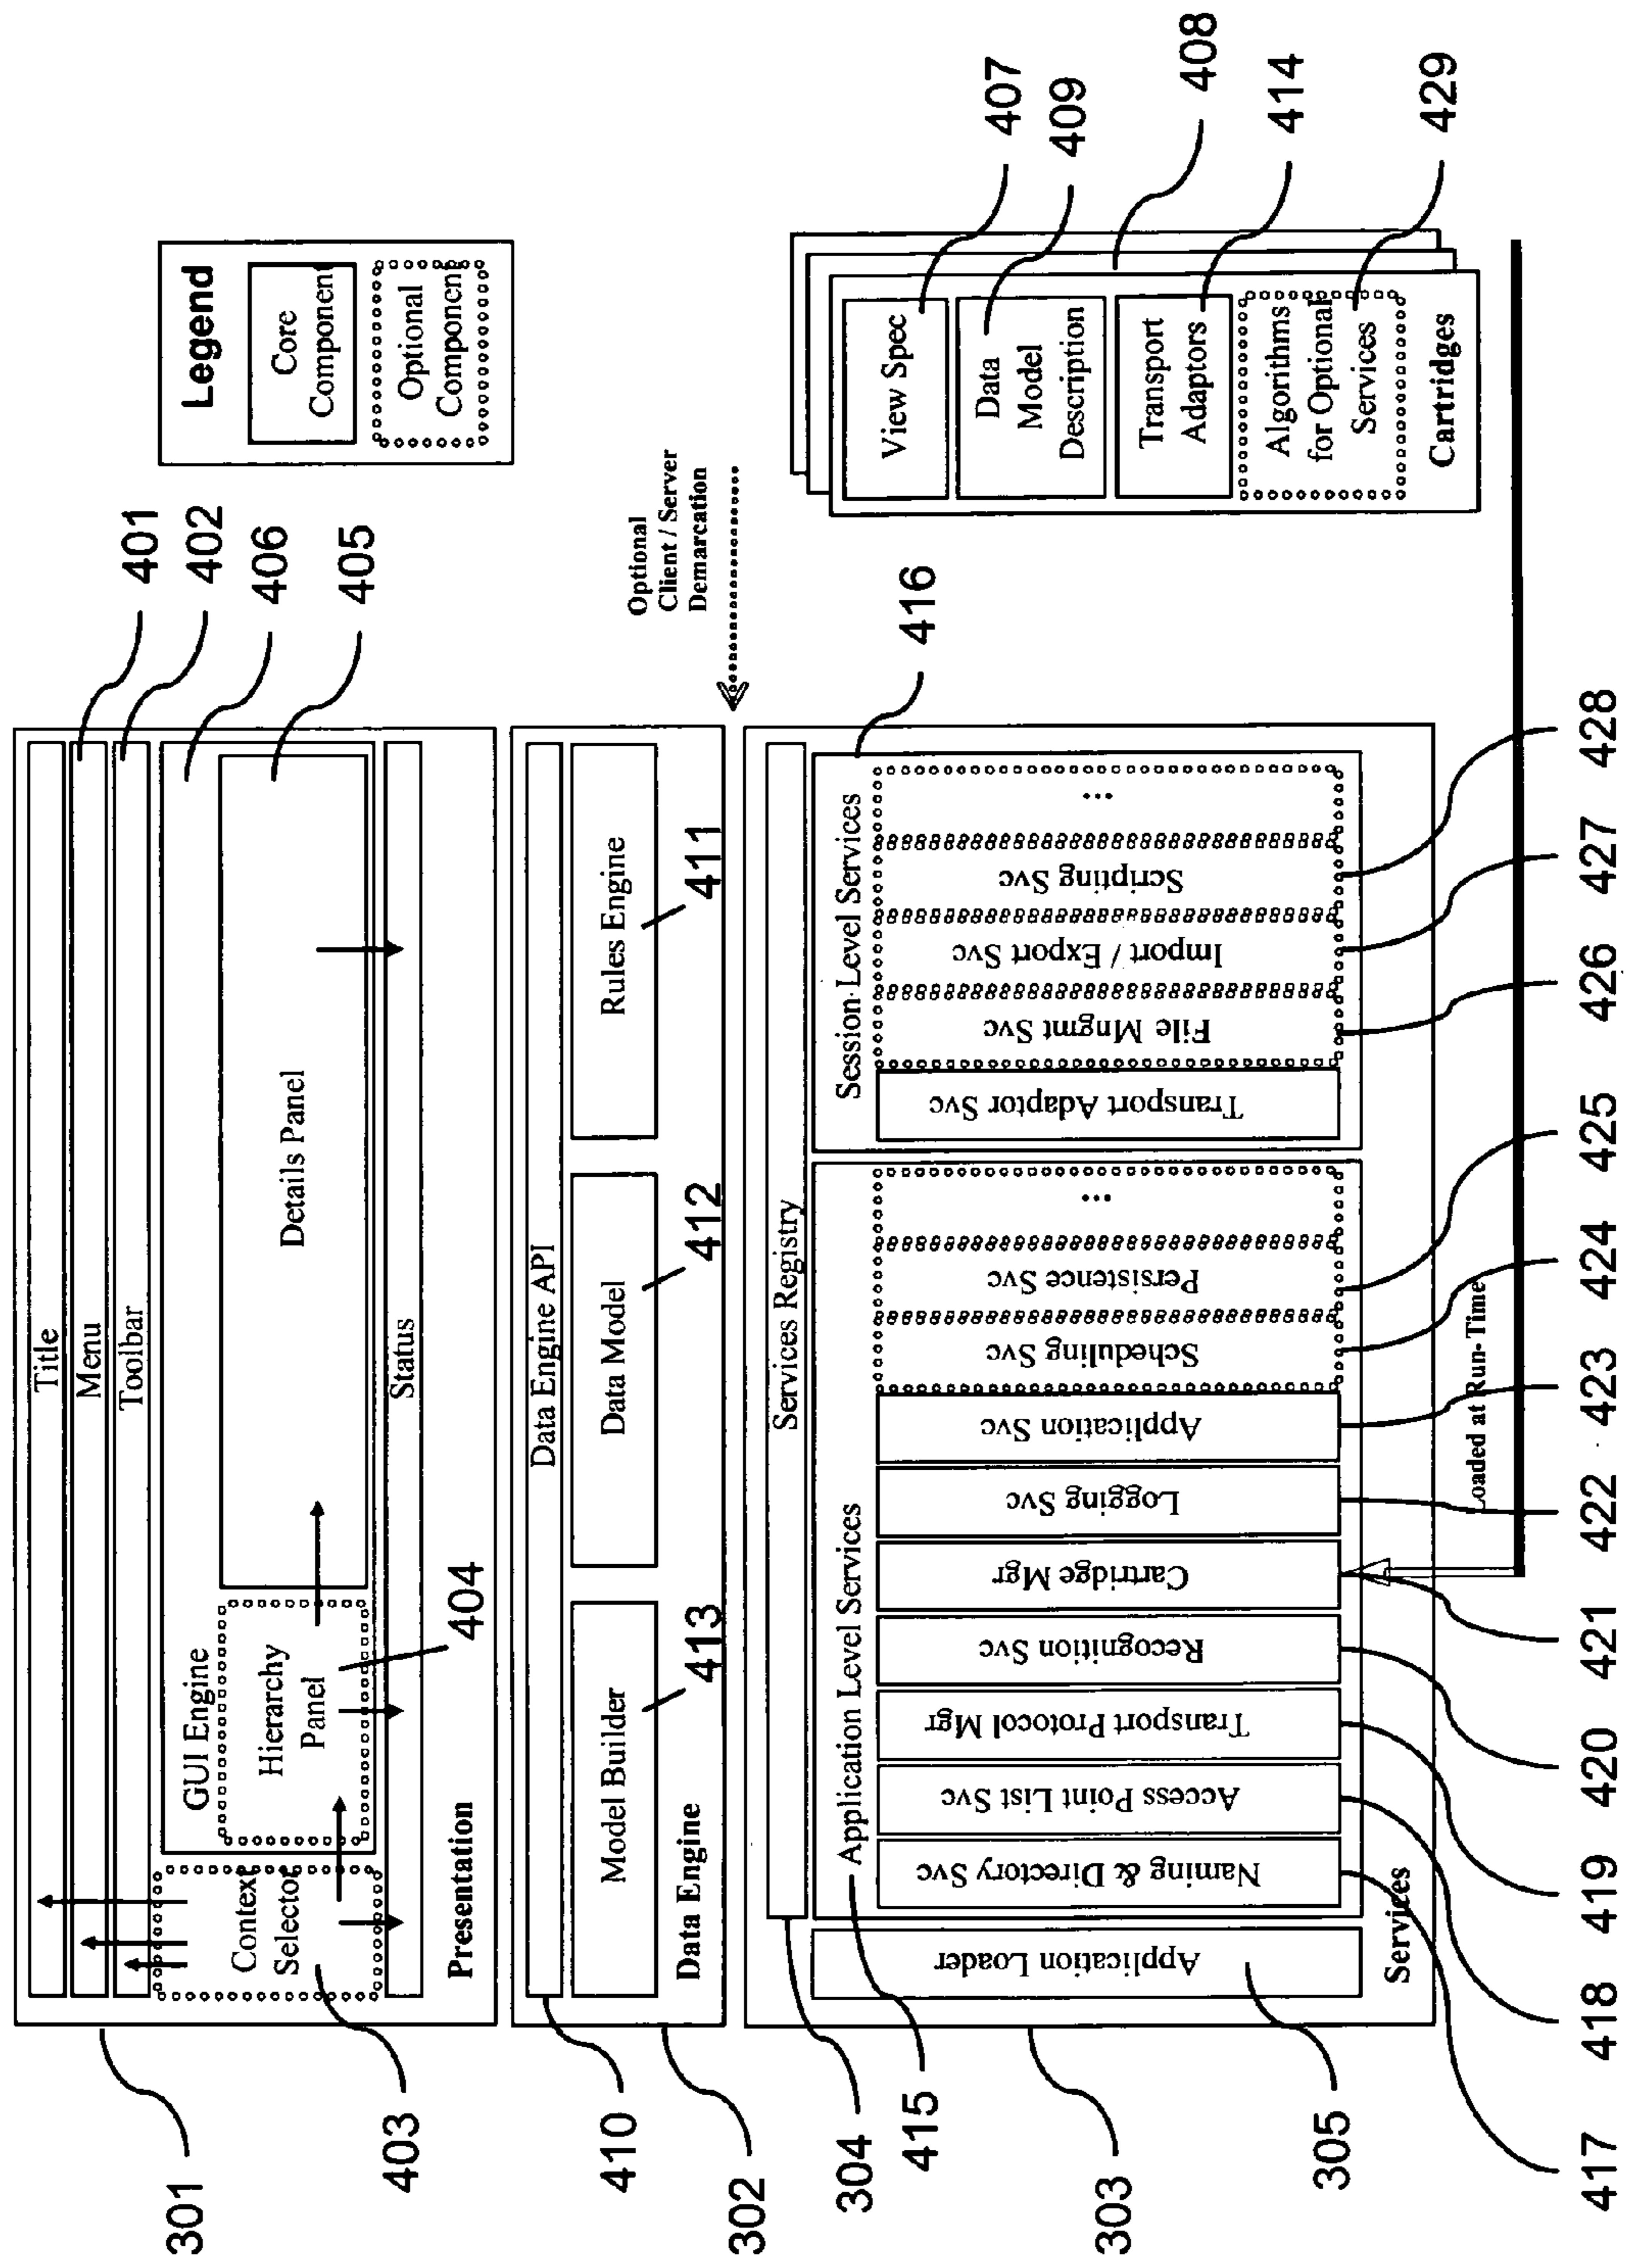 301
Title
Menu
Toolbar
GUI Engine
Context
Selector
Hierarchy
Panel
Details Panel
Status
Presentation
401
402
406
405
403
404
Legend
Core
Component
Optional
Component
Data Engine API
Model Builder
413
Data Model
412
Rules Engine
411
Data Engine
410
302
Optional
Client / Server
Demarcation
Services Registry
Application Level Services
Session Level Services
416
Application Loader
Naming & Directory Svc
Access Point List Svc
Transport Protocol Mgr
Recognition Svc
Cartridge Mgr
Logging Svc
Application Svc
Scheduling Svc
Persistence Svc
...
Transport Adaptor Svc
File Mngmt Svc
Import / Export Svc
Scripting Svc
...
Services
304
415
303
305
View Spec
Data
Model
Description
Transport
Adaptors
Algorithms
for Optional
Services
Cartridges
407
409
408
414
429
Loaded at Run-Time
417
418
419
420
421
422
423
424
425
426
427
428